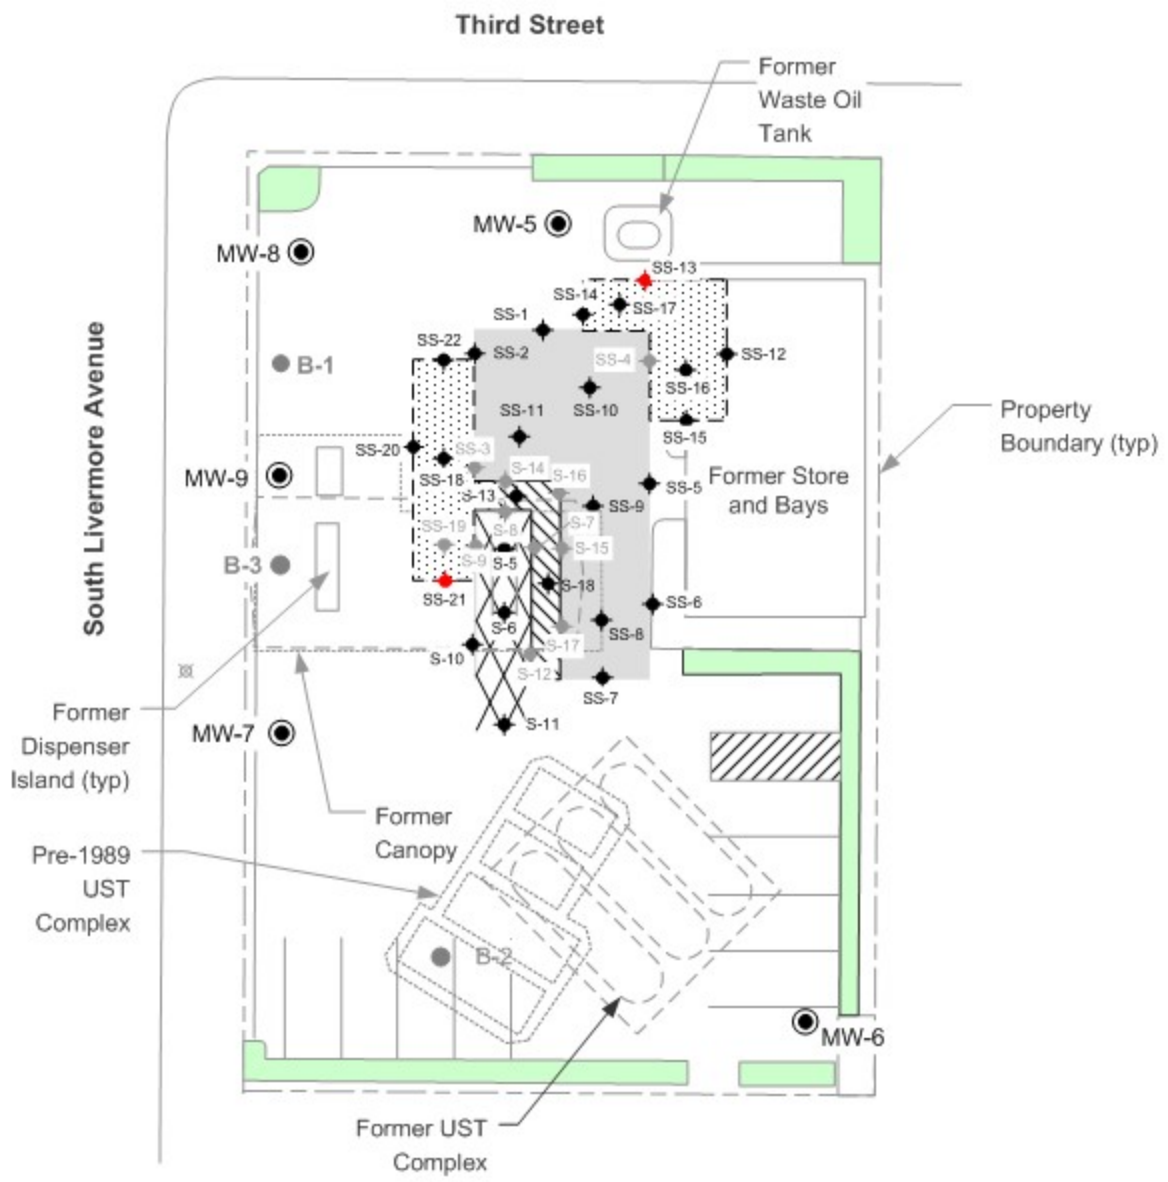 Third Street
Former
Waste Oil
Tank
MW-5
MW-8
SS-13
SS-14
SS-17
SS-1
SS-22
SS-2
SS-4
SS-12
B-1
SS-16
SS-10
South Livermore Avenue
SS-11
Property
Boundary (typ)
SS-15
SS-20
SS-3
MW-9
SS-18
S-14
S-16
SS-5
Former Store
and Bays
S-13
SS-9
SS-19
S-8
S-7
S-9
S-5
S-15
B-3
S-18
SS-21
SS-6
S-6
SS-8
S-10
S-17
S-12
SS-7
Former
Dispenser
Island (typ)
MW-7
S-11
Former
Canopy
Pre-1989
UST
Complex
B-2
MW-6
Former UST
Complex